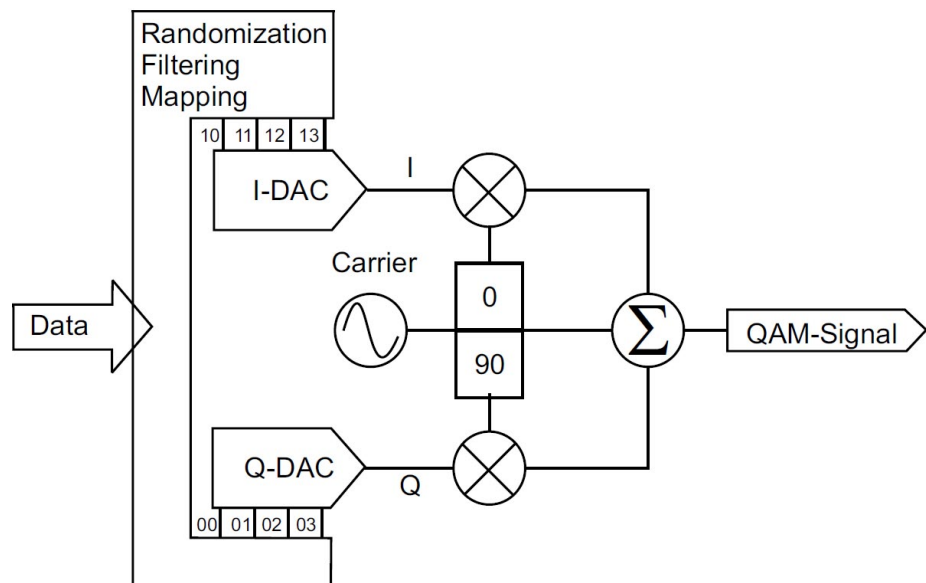 Randomization
Filtering
Mapping
10 11 12 13
I-DAC
I
Carrier
0
Data
Σ
QAM-Signal
90
Q-DAC
Q
00 01 02 03